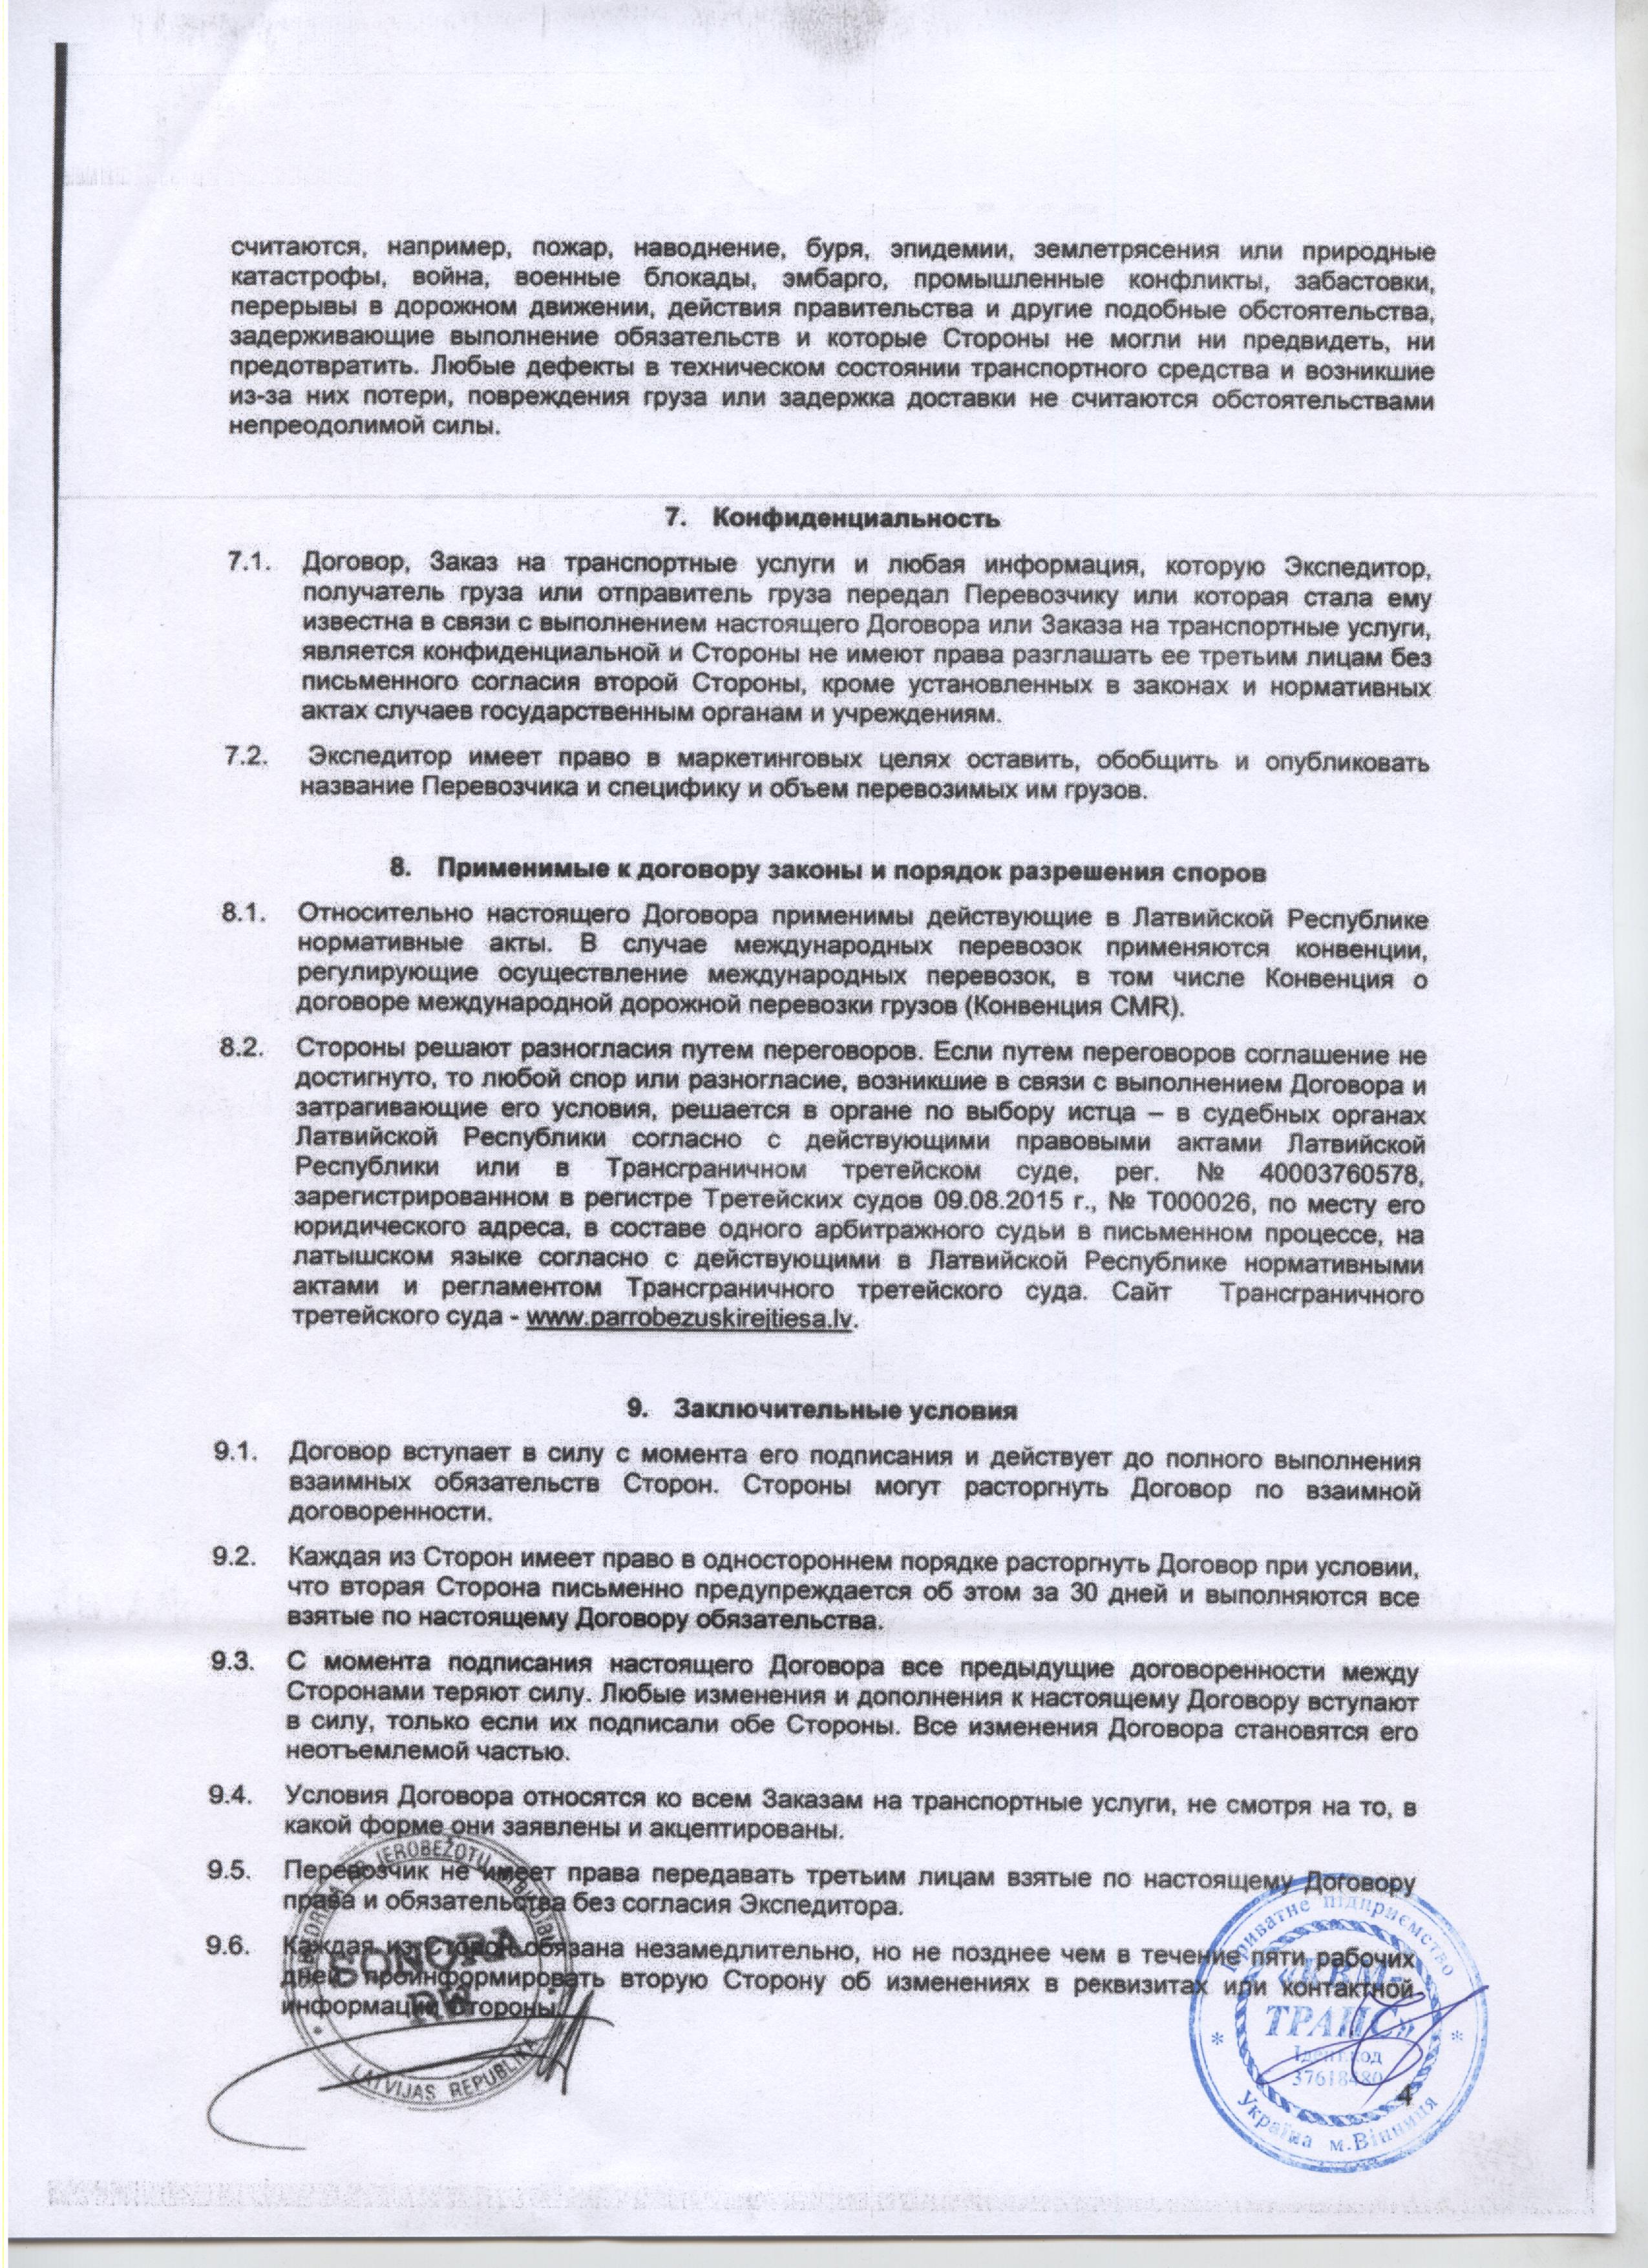 считаются, например, пожар, наводнение, буря, эпидемии, землетрясения или природные
катастрофы, война, военные блокады, эмбарго, промышленные конфликты, забастовки,
перерывы в дорожном движении, действия правительства и другие подобные обстоятельства,
задерживающие выполнение обязательств и которые Стороны не могли ни предвидеть, ни
предотвратить. Любые дефекты в техническом состоянии транспортного средства и возникшие
из-за них потери, повреждения груза или задержка доставки не считаются обстоятельствами
непреодолимой силы.
7. Конфиденциальность
7.1. Договор, Заказ на транспортные услуги и любая информация, которую Экспедитор,
получатель груза или отправитель груза передал Перевозчику или которая стала ему
известна в связи с выполнением настоящего Договора или Заказа на транспортные услуги,
является конфиденциальной и Стороны не имеют права разглашать ее третьим лицам без
письменного согласия второй Стороны, кроме установленных в законах и нормативных
актах случаев государственным органам и учреждениям.
7.2. Экспедитор имеет право в маркетинговых целях оставить, обобщить и опубликовать
название Перевозчика и специфику и объем перевозимых им грузов.
8. Применимые к договору законы и порядок разрешения споров
8.1. Относительно настоящего Договора применимы действующие в Латвийской Республике
нормативные акты. В случае международных перевозок применяются конвенции,
регулирующие осуществление международных перевозок, в том числе Конвенция о
договоре международной дорожной перевозки грузов (Конвенция CMR).
8.2. Стороны решают разногласия путем переговоров. Если путем переговоров соглашение не
достигнуто, то любой спор или разногласие, возникшие в связи с выполнением Договора и
затрагивающие его условия, решается в органе по выбору истца – в судебных органах
Латвийской Республики согласно с действующими правовыми актами Латвийской
Республики или в Трансграничном третейском суде, рег. № 40003760578,
зарегистрированном в регистре Третейских судов 09.08.2015 г., № T000026, по месту его
юридического адреса, в составе одного арбитражного судьи в письменном процессе, на
латышском языке согласно с действующими в Латвийской Республике нормативными
актами и регламентом Трансграничного третейского суда. Сайт Трансграничного
третейского суда - www.parrobezuskirejtiesa.lv.
9. Заключительные условия
9.1. Договор вступает в силу с момента его подписания и действует до полного выполнения
взаимных обязательств Сторон. Стороны могут расторгнуть Договор по взаимной
договоренности.
9.2. Каждая из Сторон имеет право в одностороннем порядке расторгнуть Договор при условии,
что вторая Сторона письменно предупреждается об этом за 30 дней и выполняются все
взятые по настоящему Договору обязательства.
9.3. С момента подписания настоящего Договора все предыдущие договоренности между
Сторонами теряют силу. Любые изменения и дополнения к настоящему Договору вступают
в силу, только если их подписали обе Стороны. Все изменения Договора становятся его
неотъемлемой частью.
9.4. Условия Договора относятся ко всем Заказам на транспортные услуги, не смотря на то, в
какой форме они заявлены и акцептированы.
9.5. Перевозчик не имеет права передавать третьим лицам взятые по настоящему Договору
права и обязательства без согласия Экспедитора.
9.6. Каждая из Сторон обязана незамедлительно, но не позднее чем в течение пяти рабочих
дней проинформировать вторую Сторону об изменениях в реквизитах или контактной
информации Стороны.
IEROBEŽOTU
SONORA
LATVIJAS REPUBLIKA
Приватне підприємство
«КВМ-
ТРАНС»
Ідент.код
37618480
Україна м.Вінниця
4